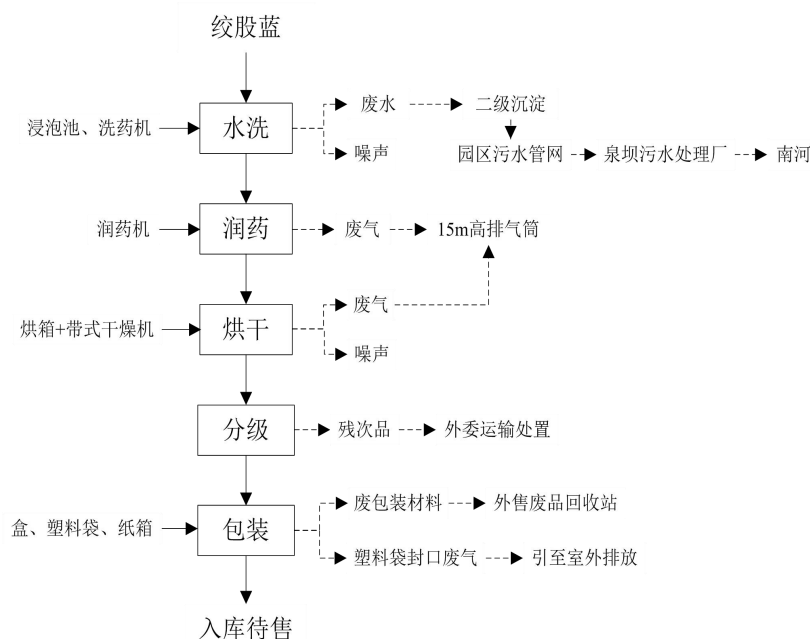 绞股蓝
废水
二级沉淀
浸泡池、洗药机
水洗
噪声
园区污水管网
泉坝污水处理厂
南河
润药机
润药
废气
15m高排气筒
废气
烘箱+带式干燥机
烘干
噪声
分级
残次品
外委运输处置
废包装材料
外售废品回收站
盒、塑料袋、纸箱
包装
塑料袋封口废气
引至室外排放
入库待售